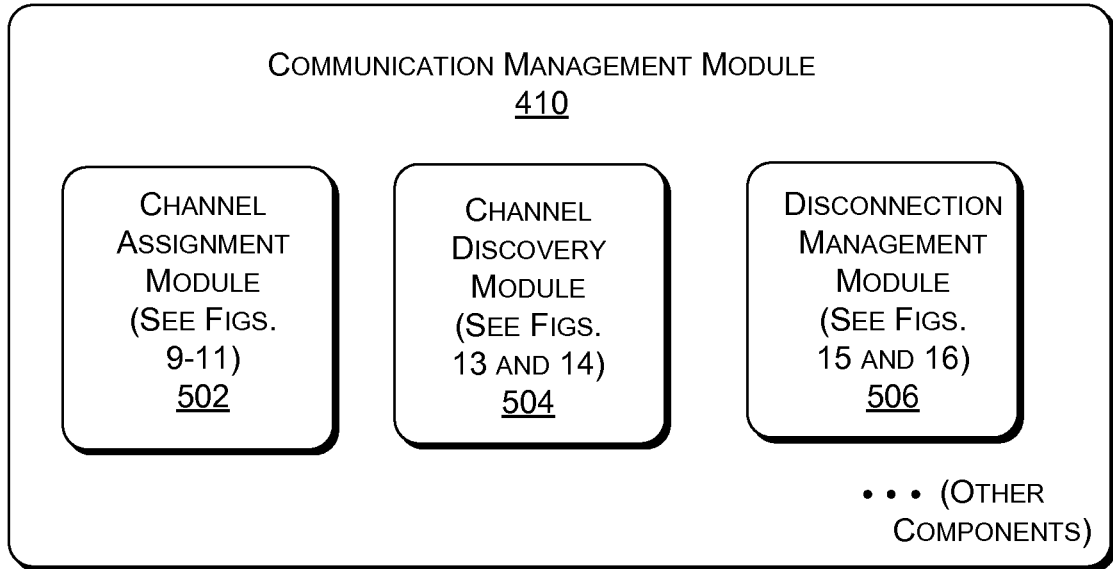 COMMUNICATION MANAGEMENT MODULE
410
CHANNEL
ASSIGNMENT
MODULE
(SEE FIGS.
9-11)
502
CHANNEL
DISCOVERY
MODULE
(SEE FIGS.
13 AND 14)
504
DISCONNECTION
MANAGEMENT
MODULE
(SEE FIGS.
15 AND 16)
506
• • • (OTHER
COMPONENTS)